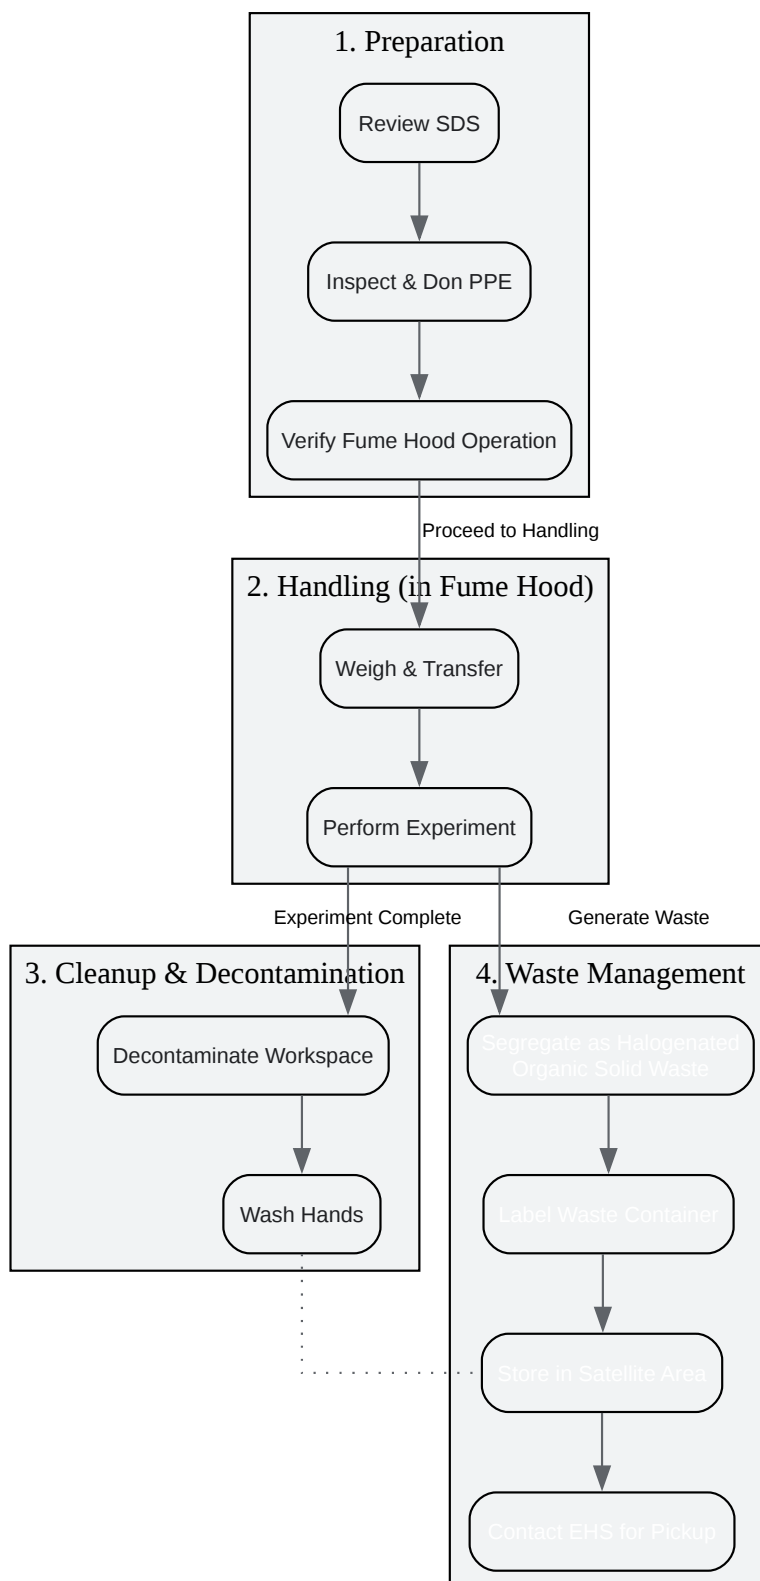 1. Preparation
Review SDS
Inspect & Don PPE
Verify Fume Hood Operation
Proceed to Handling
2. Handling (in Fume Hood)
Weigh & Transfer
Perform Experiment
Experiment Complete
Generate Waste
3. Cleanup & Decontamination
Decontaminate Workspace
Wash Hands
4. Waste Management
Segregate as Halogenated
Organic Solid Waste
Label Waste Container
Store in Satellite Area
Contact EHS for Pickup